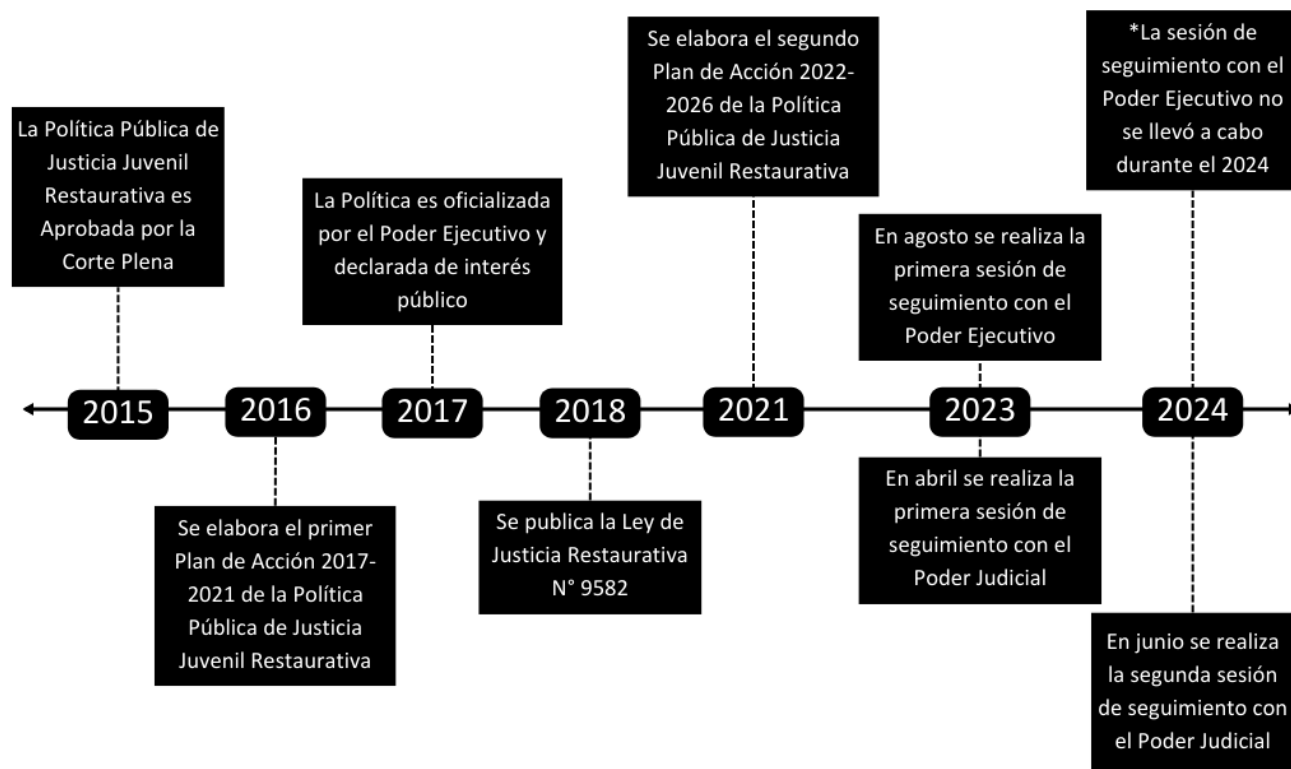 La Política Pública de
Justicia Juvenil
Restaurativa es
Aprobada por la
Corte Plena
La Política es oficializada
por el Poder Ejecutivo y
declarada de interés
público
Se elabora el segundo
Plan de Acción 2022-
2026 de la Política
Pública de Justicia
Juvenil Restaurativa
En agosto se realiza la
primera sesión de
seguimiento con el
Poder Ejecutivo
*La sesión de
seguimiento con el
Poder Ejecutivo no
se llevó a cabo
durante el 2024
2015
2016
2017
2018
2021
2023
2024
Se elabora el primer
Plan de Acción 2017-
2021 de la Política
Pública de Justicia
Juvenil Restaurativa
Se publica la Ley de
Justicia Restaurativa
N° 9582
En abril se realiza la
primera sesión de
seguimiento con el
Poder Judicial
En junio se realiza
la segunda sesión
de seguimiento con
el Poder Judicial